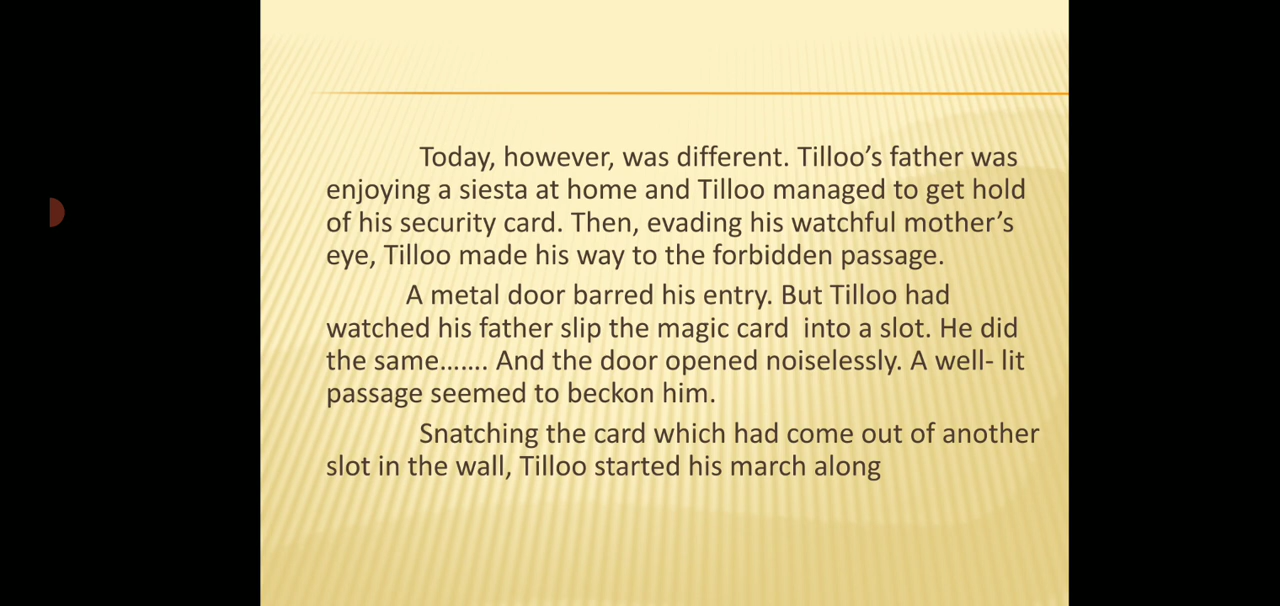 Today, however, was different. Tilloo’s father was
enjoying a siesta at home and Tilloo managed to get hold
of his security card. Then, evading his watchful mother’s
eye, Tilloo made his way to the forbidden passage.
A metal door barred his entry. But Tilloo had
watched his father slip the magic card  into a slot. He did
the same……. And the door opened noiselessly. A well- lit
passage seemed to beckon him.
Snatching the card which had come out of another
slot in the wall, Tilloo started his march along